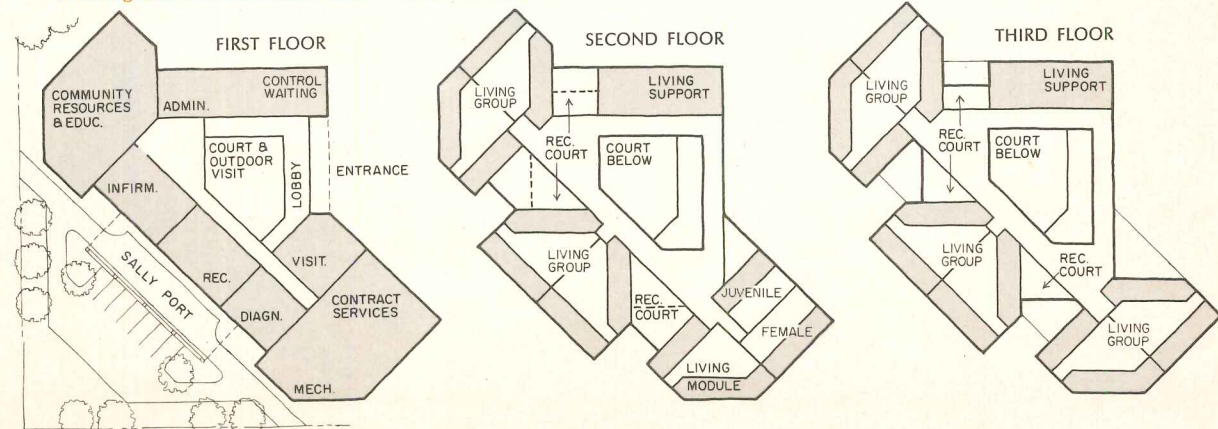 FIRST FLOOR
COMMUNITY
RESOURCES
& EDUC.
ADMIN.
CONTROL
WAITING
COURT &
OUTDOOR
VISIT
LOBBY
ENTRANCE
INFIRM.
REC.
DIAGN.
VISIT.
CONTRACT
SERVICES
MECH.
SALLY PORT
SECOND FLOOR
LIVING
GROUP
LIVING
SUPPORT
REC.
COURT
COURT
BELOW
LIVING
GROUP
REC.
COURT
JUVENILE
FEMALE
LIVING
MODULE
THIRD FLOOR
LIVING
GROUP
LIVING
SUPPORT
REC.
COURT
COURT
BELOW
LIVING
GROUP
REC.
COURT
LIVING
GROUP